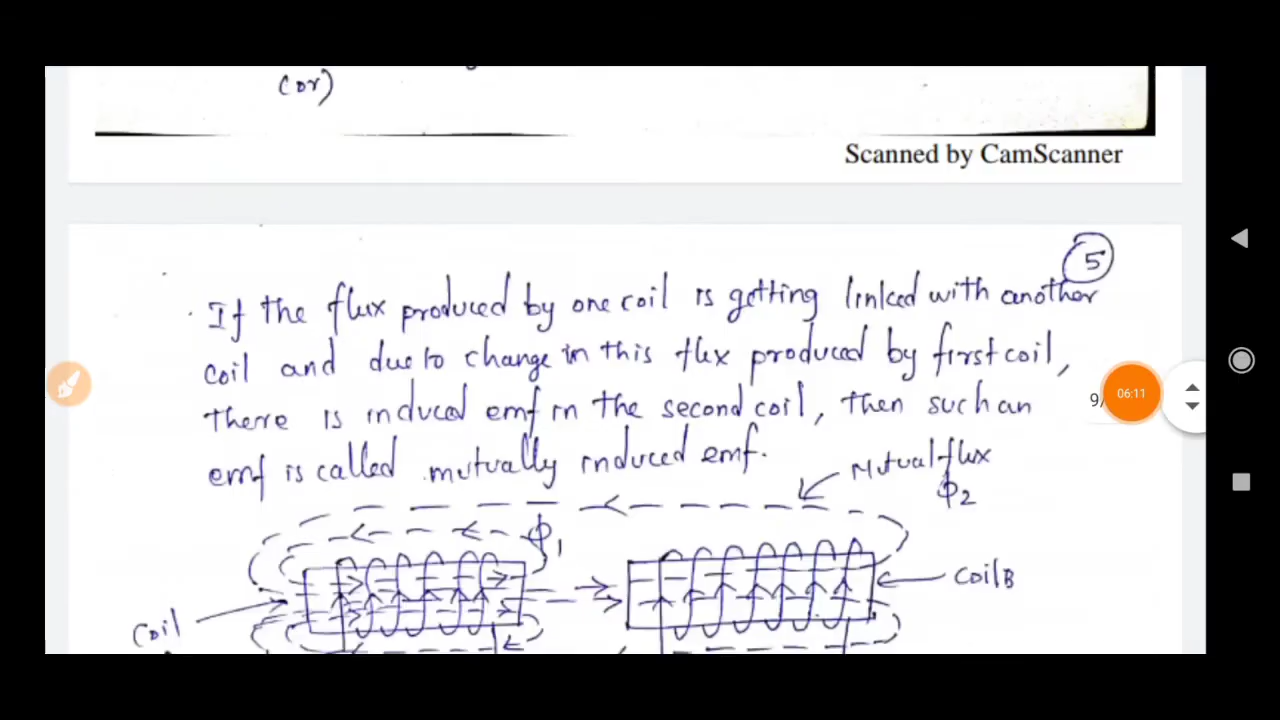 (or)
Scanned by CamScanner
5
If the flux produced by one coil is getting linked with another
coil and due to change in this flux produced by first coil,
there is induced emf in the second coil, then such an
emf is called mutually induced emf.
Mutual flux
ϕ2
ϕ1
Coil B
Coil
9/
06:11